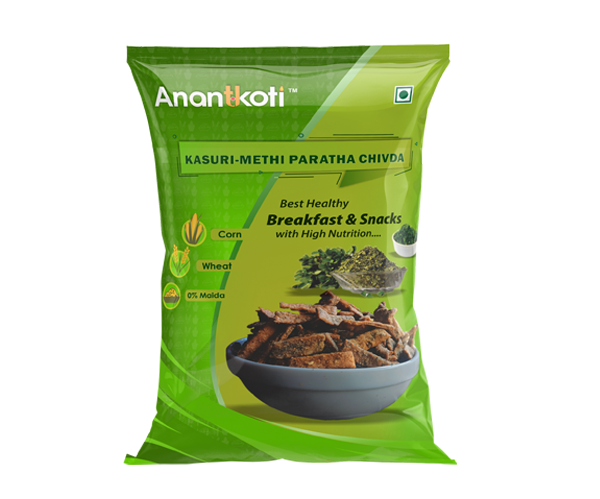 Anantkoti™
KASURI-METHI PARATHA CHIVDA
Best Healthy
Breakfast & Snacks
with High Nutrition....
Corn
Wheat
0% Maida